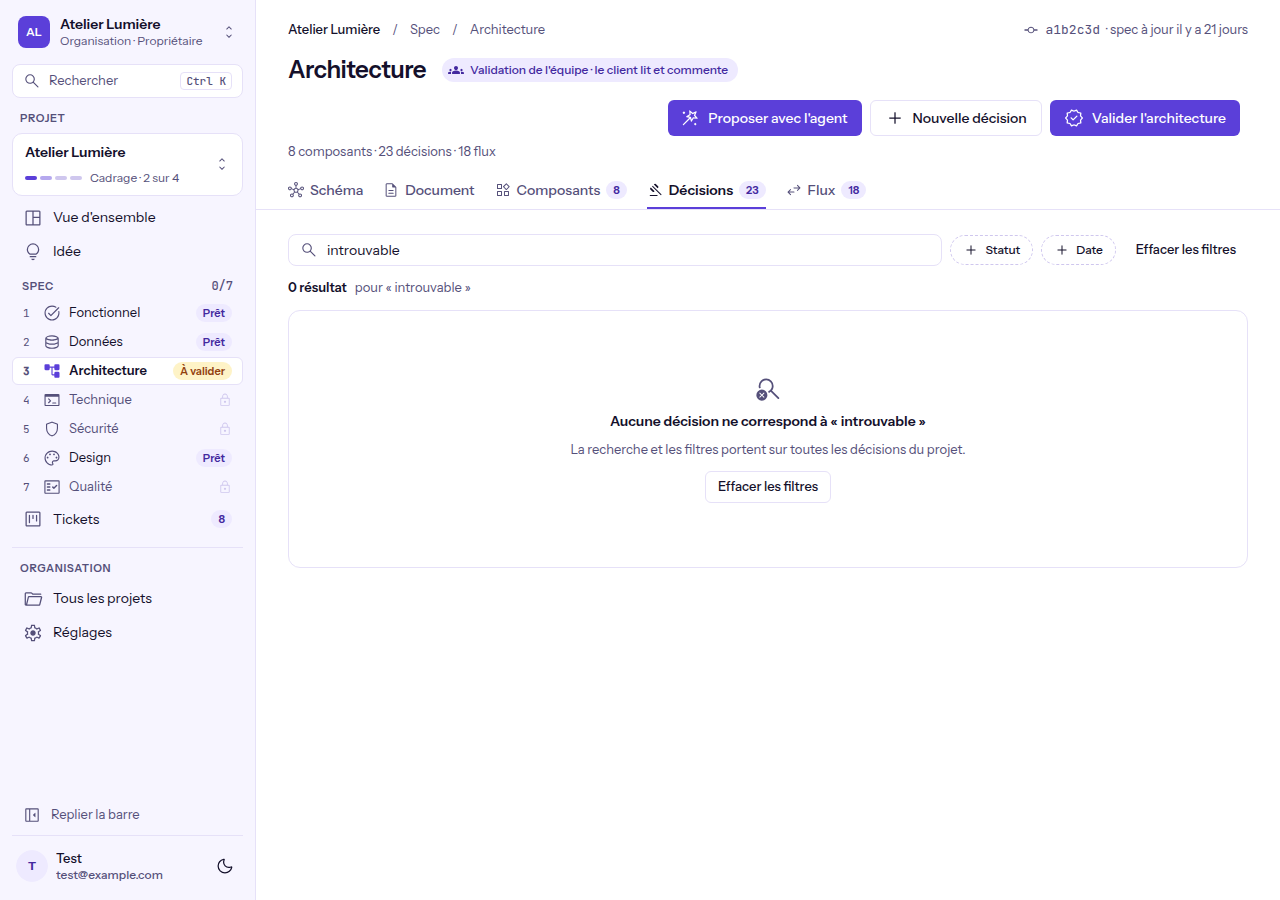 AL
Atelier Lumière
Organisation · Propriétaire
Rechercher
Ctrl K
PROJET
Atelier Lumière
Cadrage · 2 sur 4
Vue d'ensemble
Idée
SPEC 0/7
1 Fonctionnel Prêt
2 Données Prêt
3 Architecture À valider
4 Technique
5 Sécurité
6 Design Prêt
7 Qualité
Tickets 8
ORGANISATION
Tous les projets
Réglages
Replier la barre
T
Test
test@example.com
Atelier Lumière / Spec / Architecture
a1b2c3d · spec à jour il y a 21 jours
Architecture
Validation de l'équipe · le client lit et commente
Proposer avec l'agent
Nouvelle décision
Valider l'architecture
8 composants · 23 décisions · 18 flux
Schéma
Document
Composants 8
Décisions 23
Flux 18
introuvable
Statut
Date
Effacer les filtres
0 résultat pour « introuvable »
Aucune décision ne correspond à « introuvable »
La recherche et les filtres portent sur toutes les décisions du projet.
Effacer les filtres